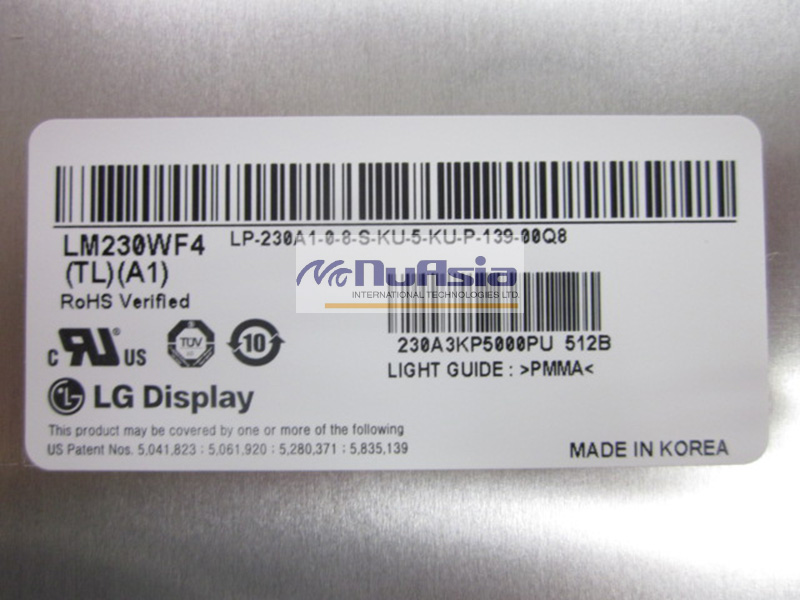 LM230WF4
LP-230A1-0-8-S-KU-5-KU-P-139-00Q8
(TL)(A1)
RoHS Verified
NuAsia
INTERNATIONAL TECHNOLOGIES LTD.
c RU US
TÜV
10
230A3KP5000PU 512B
LIGHT GUIDE : >PMMA<
LG Display
This product may be covered by one or more of the following
US Patent Nos. 5,041,823 : 5,061,920 : 5,280,371 : 5,835,139
MADE IN KOREA